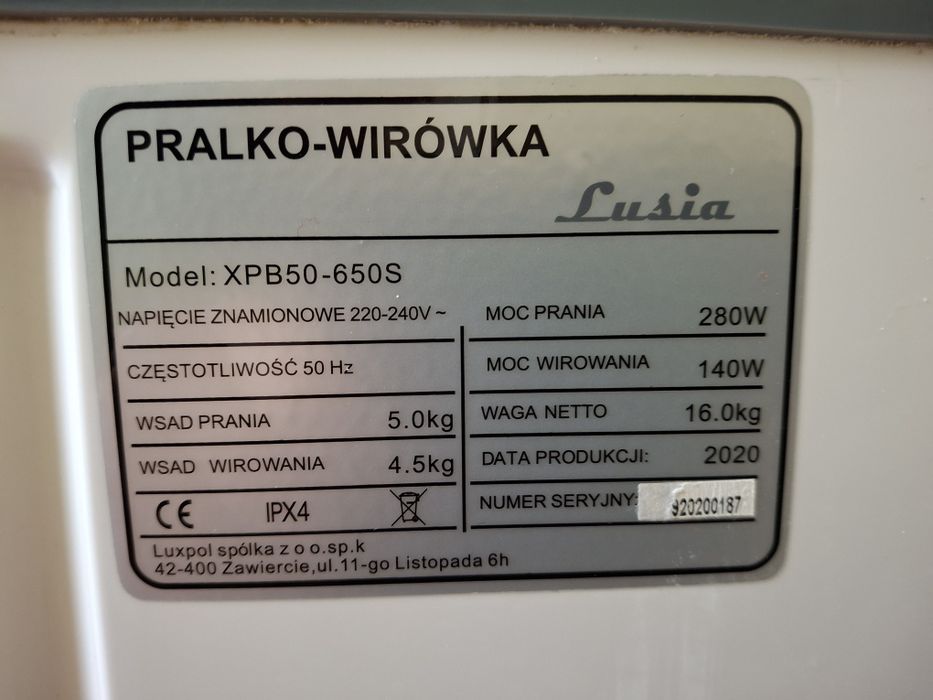 PRALKO-WIRÓWKA
Lusia
Model: XPB50-650S
NAPIĘCIE ZNAMIONOWE 220-240V ~
CZĘSTOTLIWOŚĆ 50 Hz
WSAD PRANIA 5.0kg
WSAD WIROWANIA 4.5kg
CE IPX4
MOC PRANIA 280W
MOC WIROWANIA 140W
WAGA NETTO 16.0kg
DATA PRODUKCJI: 2020
NUMER SERYJNY: 920200187
Luxpol spólka z o o.sp.k
42-400 Zawiercie,ul.11-go Listopada 6h